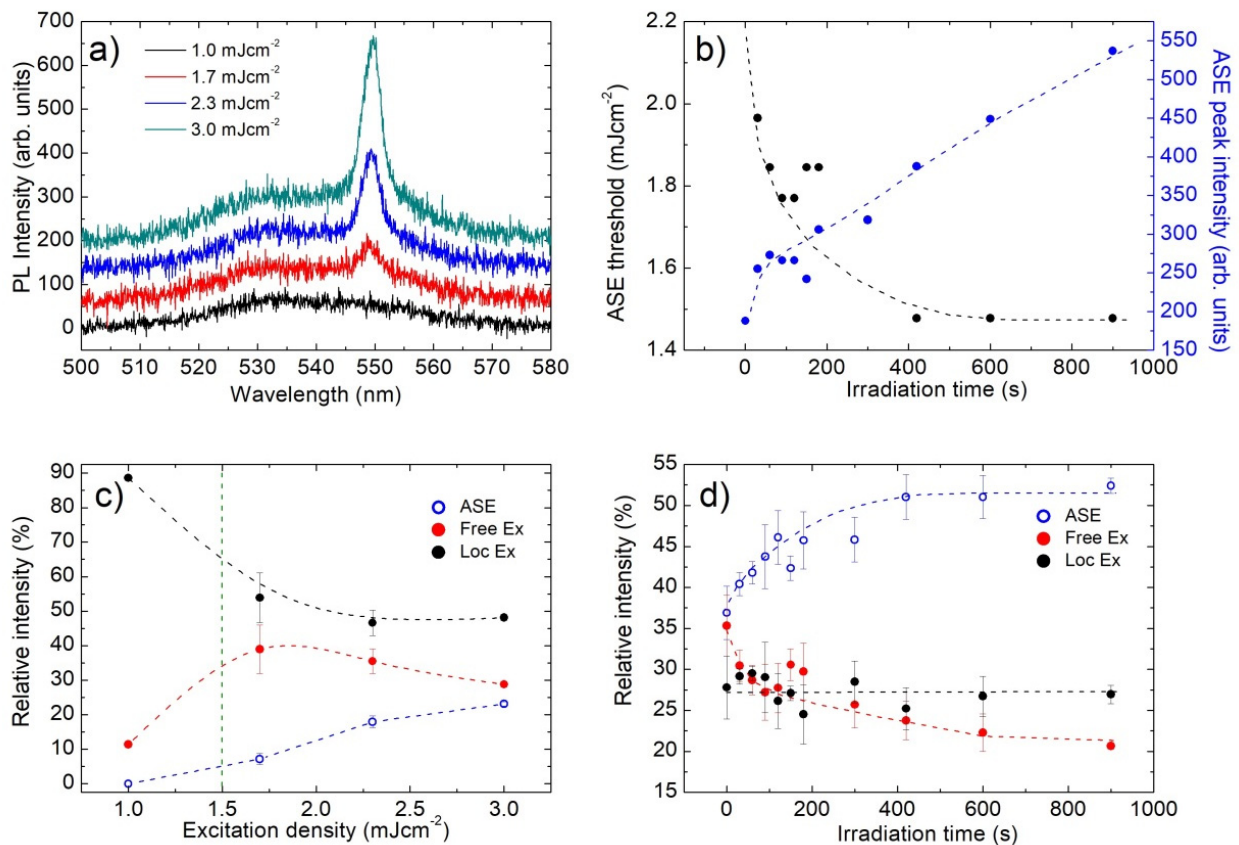 a)
1.0 mJcm-2
1.7 mJcm-2
2.3 mJcm-2
3.0 mJcm-2
PL Intensity (arb. units)
700
600
500
400
300
200
100
0
500 510 520 530 540 550 560 570 580
Wavelength (nm)
b)
ASE threshold (mJcm-2)
2.2
2.0
1.8
1.6
1.4
0 200 400 600 800 1000
Irradiation time (s)
550
500
450
400
350
300
250
200
150
ASE peak intensity (arb. units)
c)
ASE
Free Ex
Loc Ex
Relative intensity (%)
90
80
70
60
50
40
30
20
10
0
1.0 1.5 2.0 2.5 3.0
Excitation density (mJcm-2)
d)
ASE
Free Ex
Loc Ex
Relative intensity (%)
55
50
45
40
35
30
25
20
15
0 200 400 600 800 1000
Irradiation time (s)